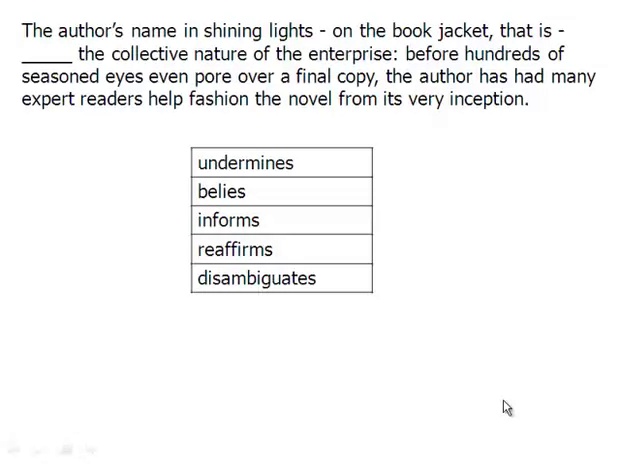 The author’s name in shining lights - on the book jacket, that is -
_____ the collective nature of the enterprise: before hundreds of
seasoned eyes even pore over a final copy, the author has had many
expert readers help fashion the novel from its very inception.
undermines
belies
informs
reaffirms
disambiguates